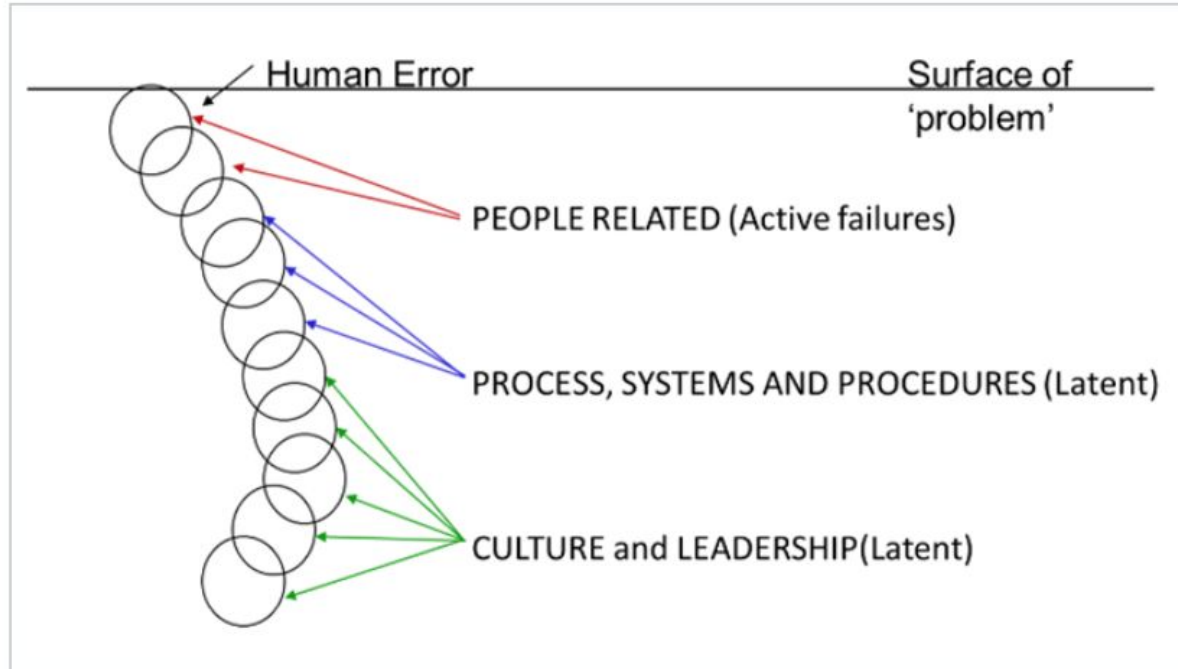 Human Error
Surface of
‘problem’
PEOPLE RELATED (Active failures)
PROCESS, SYSTEMS AND PROCEDURES (Latent)
CULTURE and LEADERSHIP(Latent)